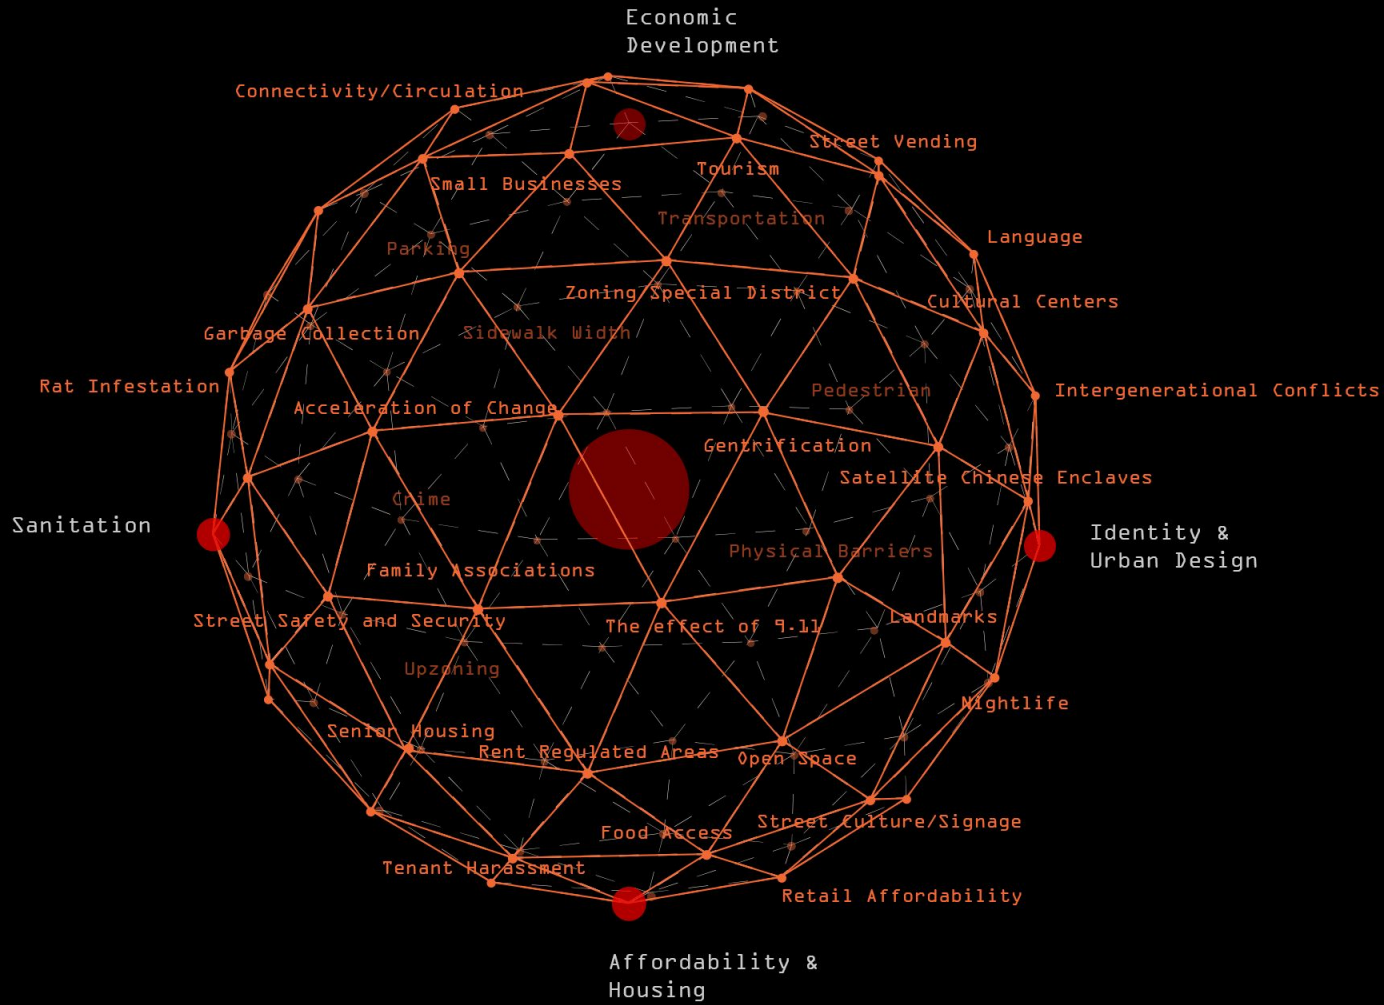 Economic
Development
Connectivity/Circulation
Street Vending
Tourism
Small Businesses
Transportation
Language
Parking
Zoning Special District
Cultural Centers
Garbage Collection
Sidewalk Width
Rat Infestation
Pedestrian
Intergenerational Conflicts
Acceleration of Change
Gentrification
Satellite Chinese Enclaves
Crime
Sanitation
Identity &
Urban Design
Physical Barriers
Family Associations
Landmarks
Street Safety and Security
The effect of 9.11
Upzoning
Nightlife
Senior Housing
Rent Regulated Areas
Open Space
Street Culture/Signage
Food Access
Tenant Harassment
Retail Affordability
Affordability &
Housing